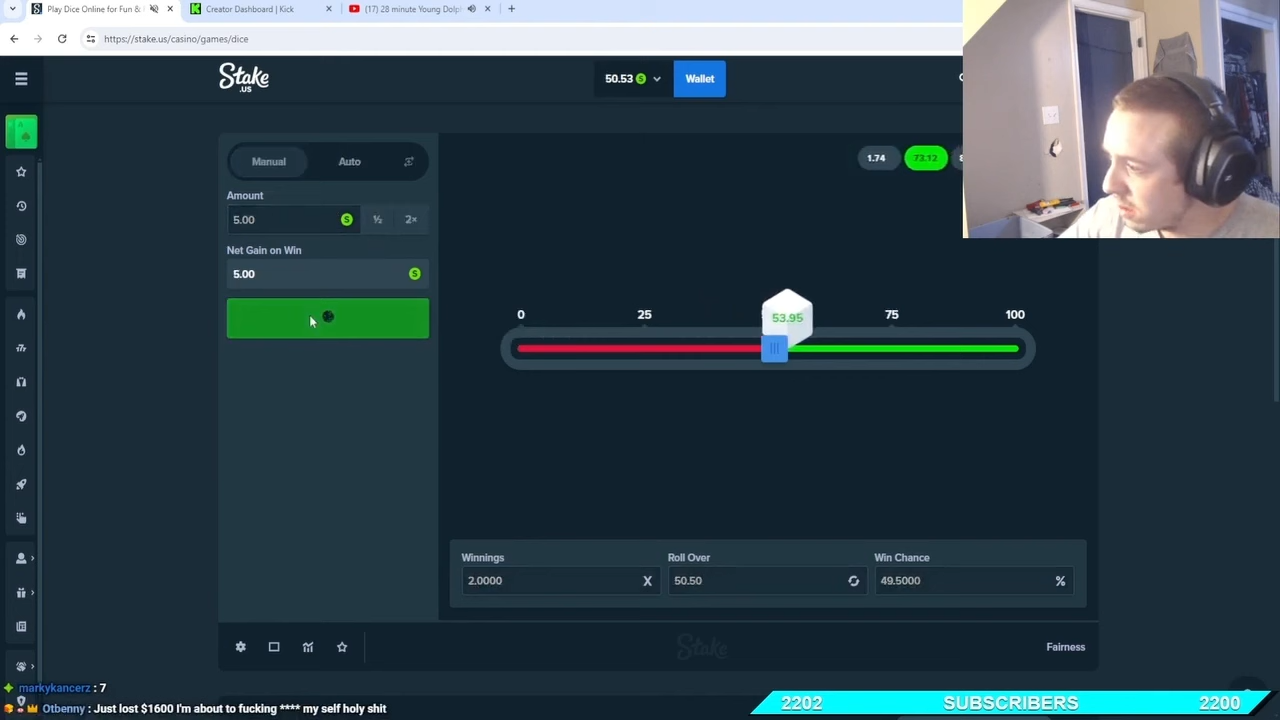 Play Dice Online for Fun &
Creator Dashboard | Kick
(17) 28 minute Young Dolph
https://stake.us/casino/games/dice
Stake
.US
50.53
Wallet
Manual
Auto
1.74
73.12
Amount
5.00
½
2×
Net Gain on Win
5.00
53.95
0
25
75
100
Winnings
Roll Over
Win Chance
2.0000
X
50.50
49.5000
%
Stake
Fairness
markykancerz : 7
Otbenny : Just lost $1600 I'm about to fucking **** my self holy shit
2202
SUBSCRIBERS
2200